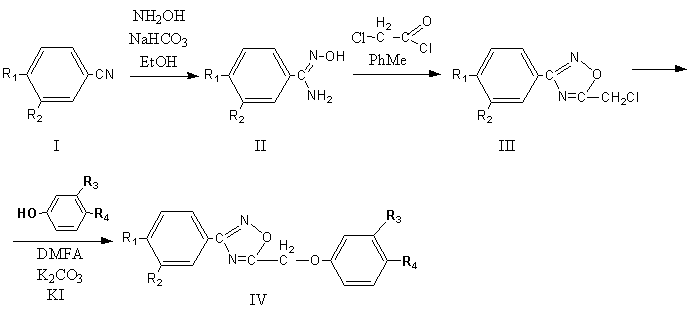 NH2OH
NaHCO3
EtOH
R1
CN
R2
I
R1
N
OH
NH2
R2
II
H2
Cl
C
C
O
Cl
PhMe
R1
R2
C
N
O
N
C
CH2Cl
III
HO
R3
R4
DMFA
K2CO3
KI
R1
R2
C
N
O
N
C
H2
C
O
R3
R4
IV